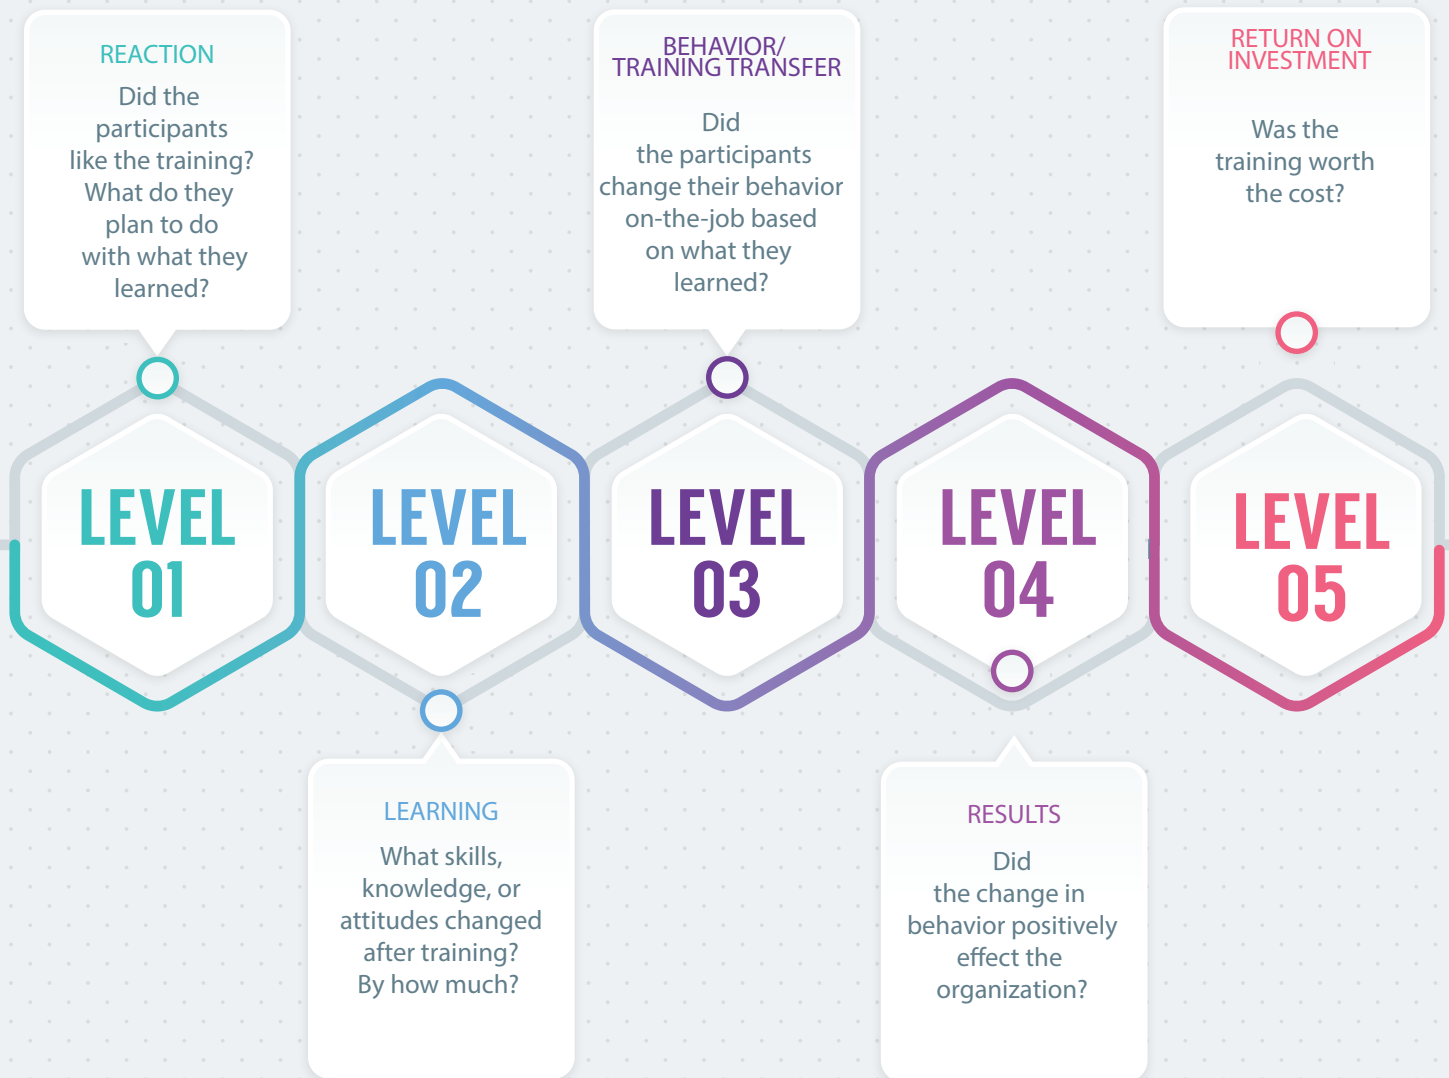 REACTION
Did the
participants
like the training?
What do they
plan to do
with what they
learned?
BEHAVIOR/
TRAINING TRANSFER
Did
the participants
change their behavior
on-the-job based
on what they
learned?
RETURN ON
INVESTMENT
Was the
training worth
the cost?
LEVEL
01
LEVEL
02
LEVEL
03
LEVEL
04
LEVEL
05
LEARNING
What skills,
knowledge, or
attitudes changed
after training?
By how much?
RESULTS
Did
the change in
behavior positively
effect the
organization?